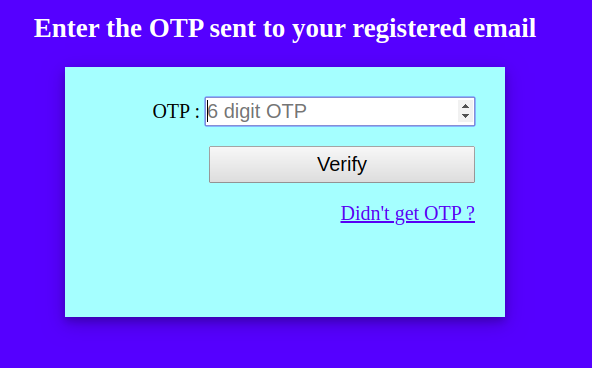 Enter the OTP sent to your registered email
OTP : 6 digit OTP
Verify
Didn't get OTP ?